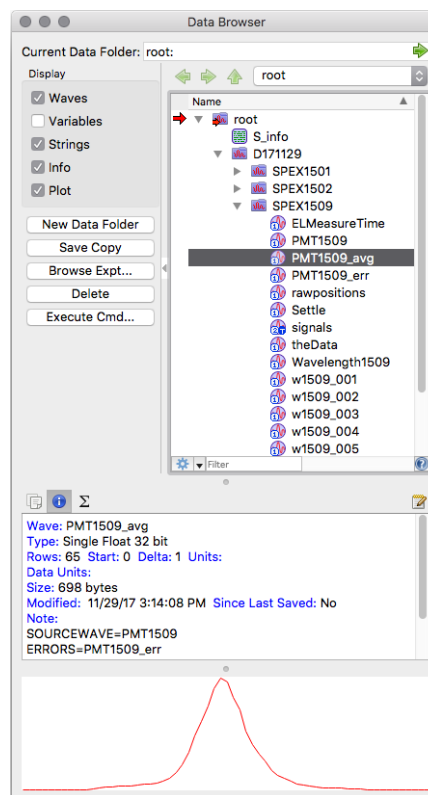 Data Browser
Current Data Folder: root:
Display
Waves
Variables
Strings
Info
Plot
New Data Folder
Save Copy
Browse Expt...
Delete
Execute Cmd...
root
Name
root
S_info
D171129
SPEX1501
SPEX1502
SPEX1509
ELMeasureTime
PMT1509
PMT1509_avg
PMT1509_err
rawpositions
Settle
signals
theData
Wavelength1509
w1509_001
w1509_002
w1509_003
w1509_004
w1509_005
Filter
Wave: PMT1509_avg
Type: Single Float 32 bit
Rows: 65 Start: 0 Delta: 1 Units:
Data Units:
Size: 698 bytes
Modified: 11/29/17 3:14:08 PM Since Last Saved: No
Note:
SOURCEWAVE=PMT1509
ERRORS=PMT1509_err